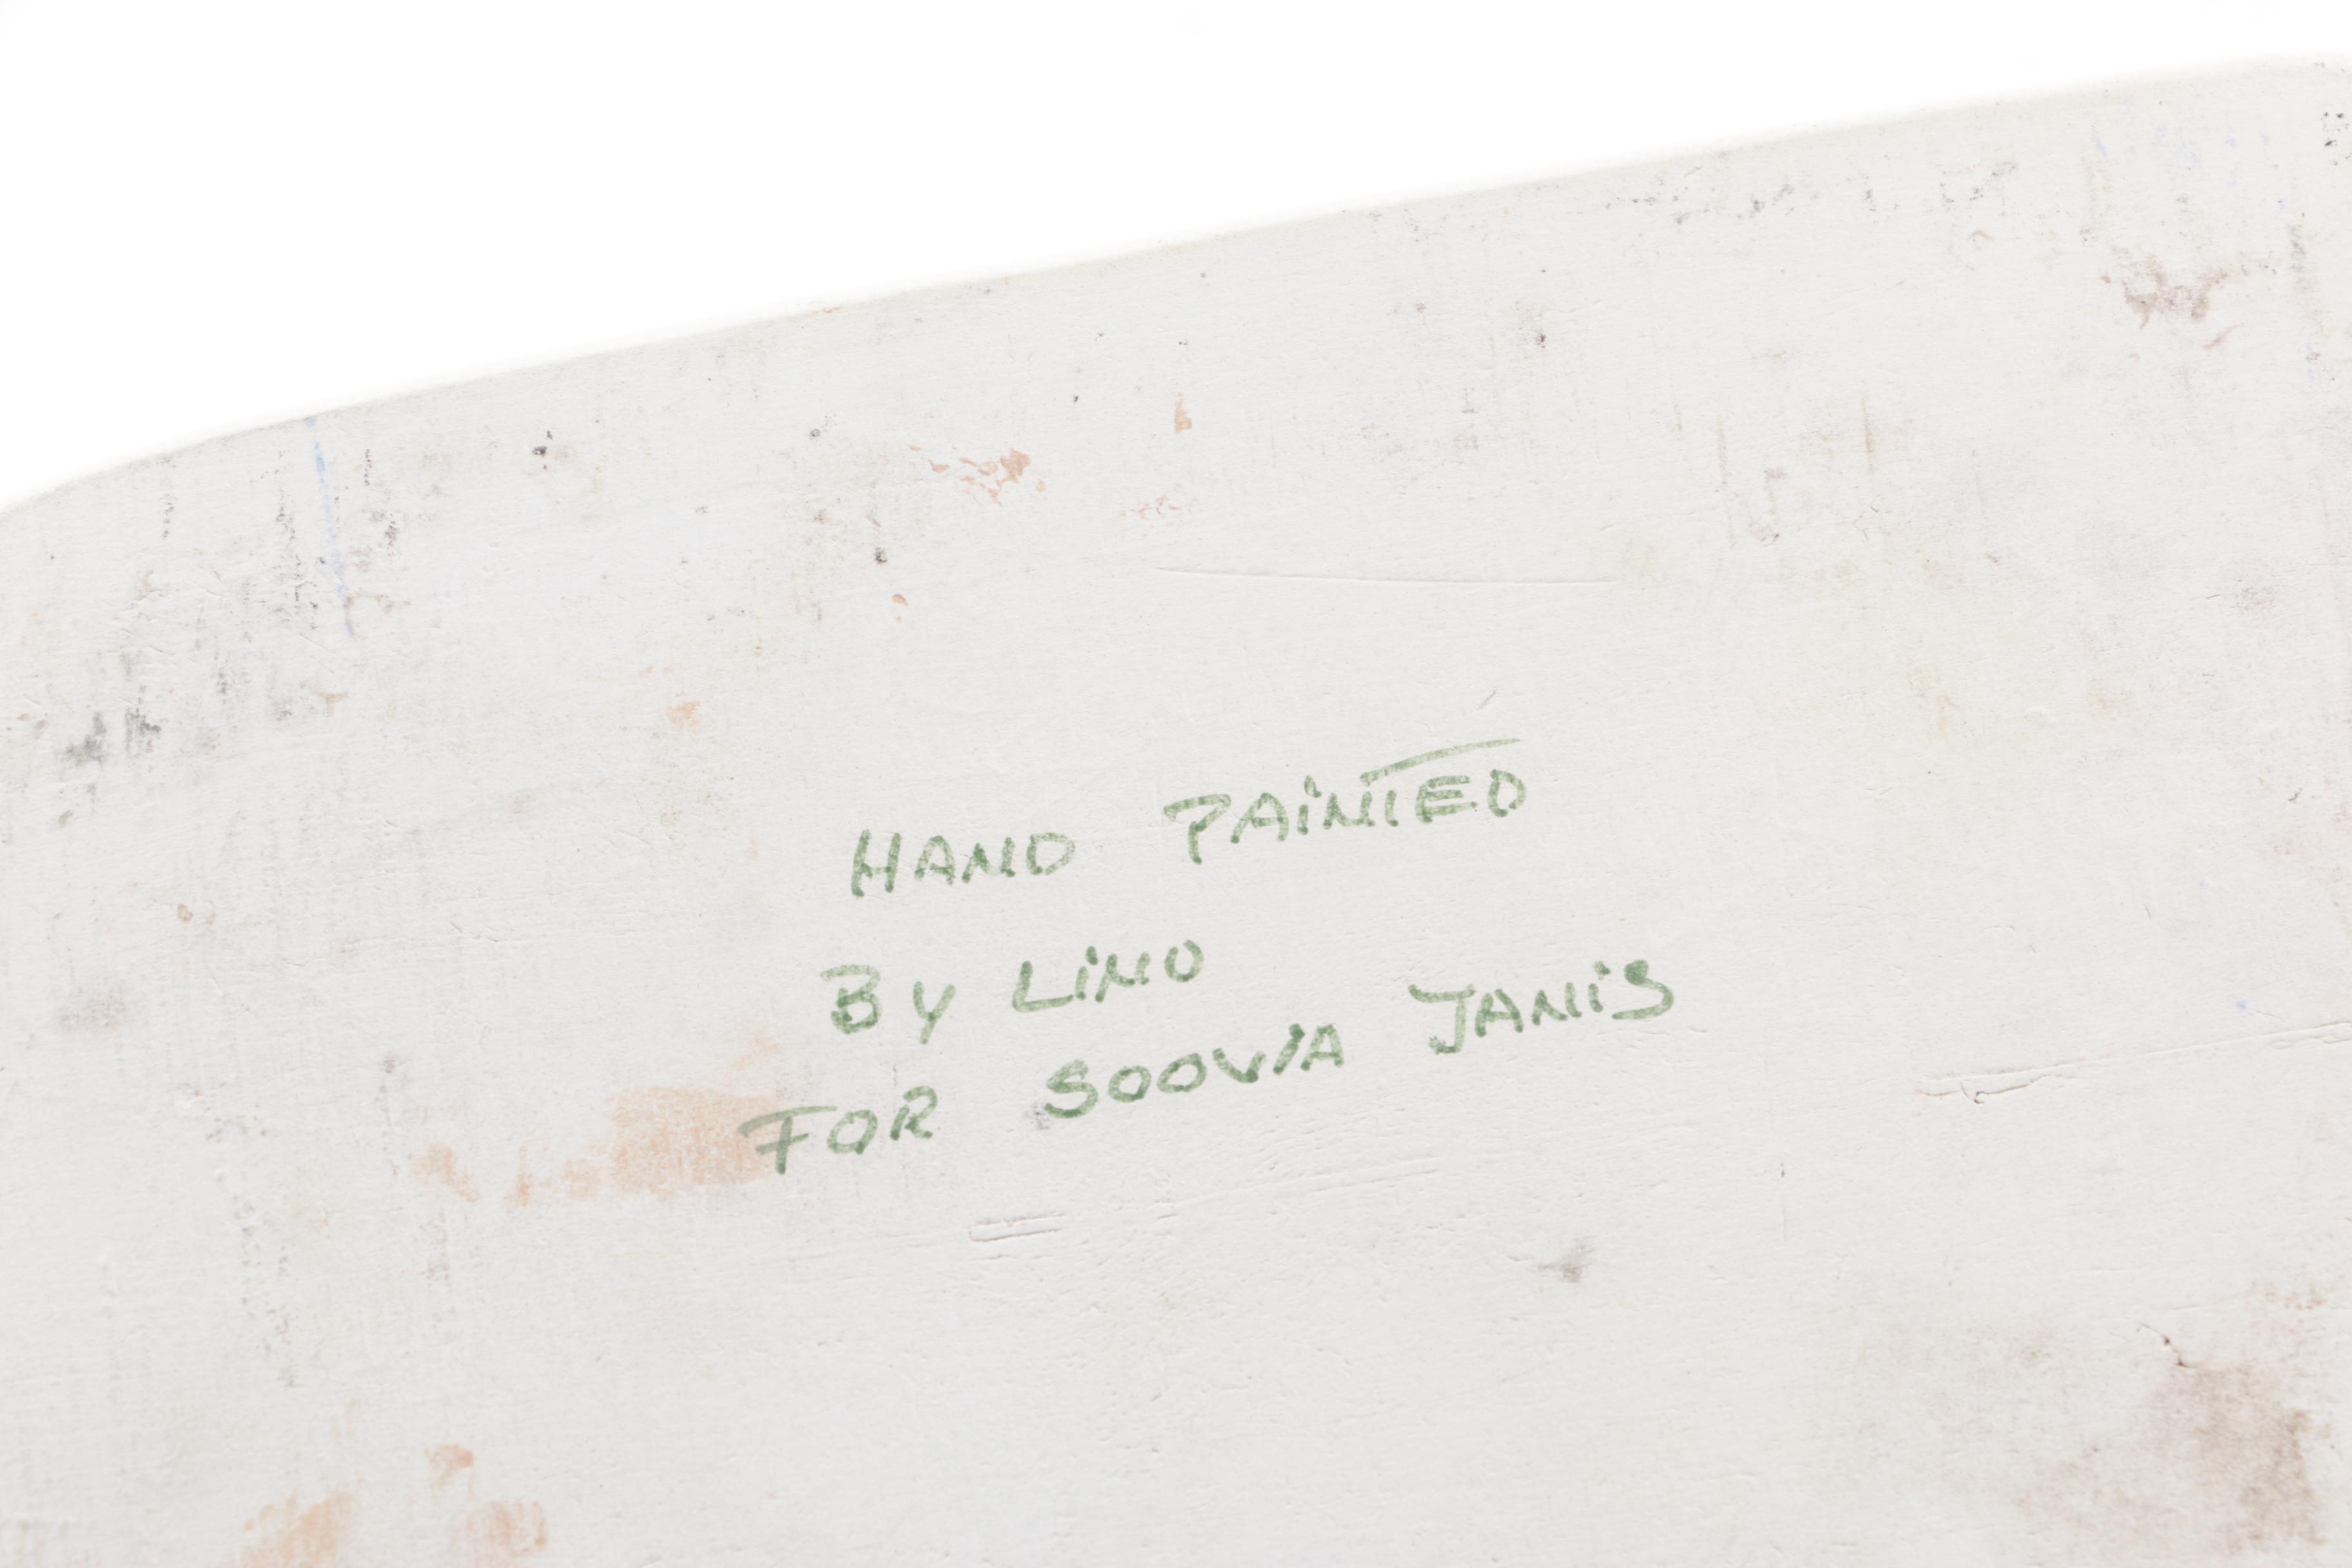 HAND PAiNTED
By LiNO
FOR SOOViA JANiS